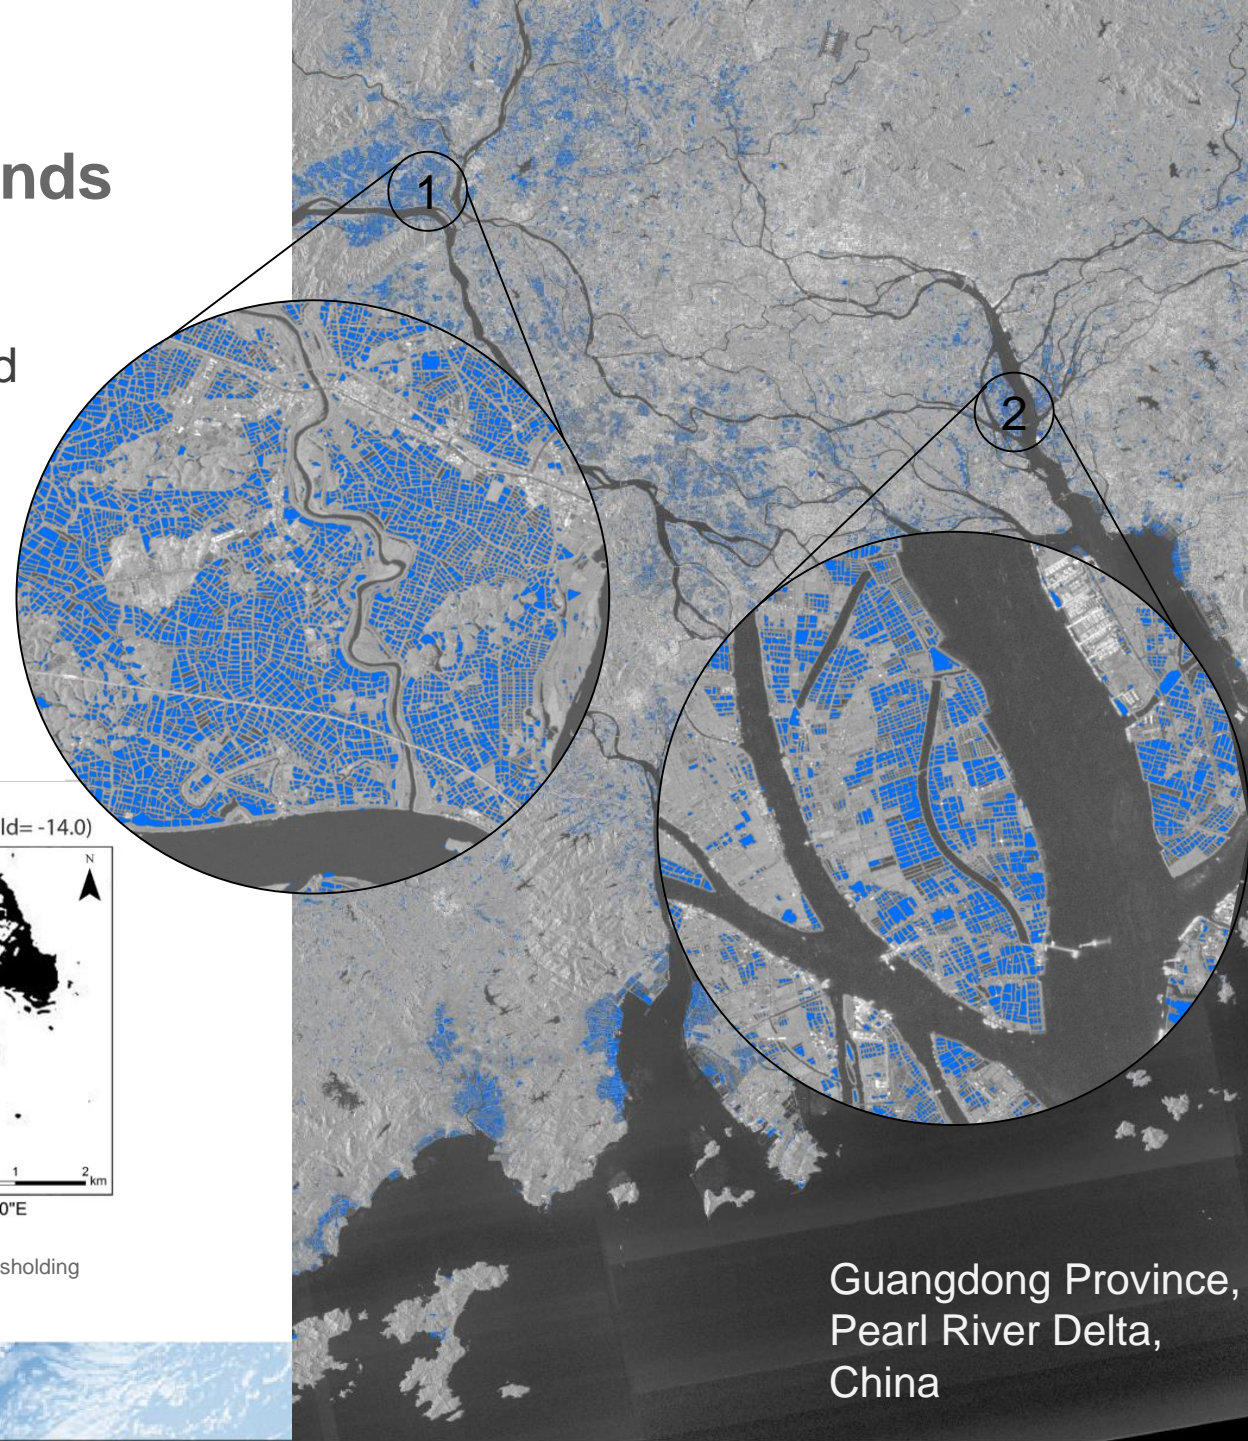 nds
d
1
2
ld= -14.0)
N
1
2
km
0"E
sholding
Guangdong Province,
Pearl River Delta,
China